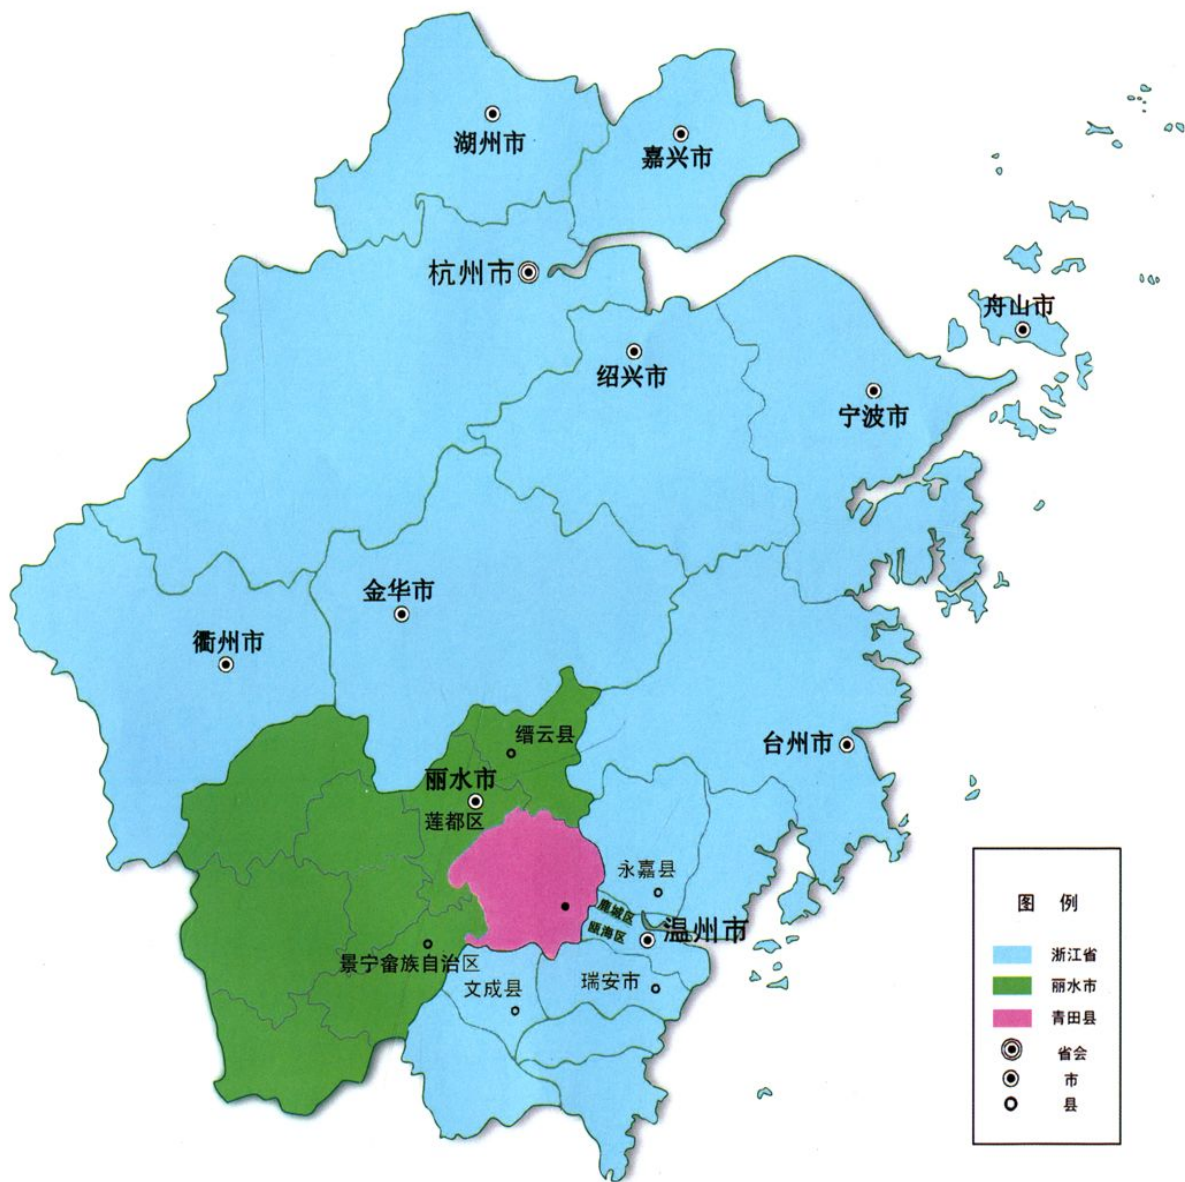 湖州市
嘉兴市
杭州市
舟山市
绍兴市
宁波市
金华市
衢州市
缙云县
台州市
丽水市
莲都区
永嘉县
鹿城区
瓯海区
温州市
景宁畲族自治区
文成县
瑞安市
图 例
浙江省
丽水市
青田县
省会
市
县